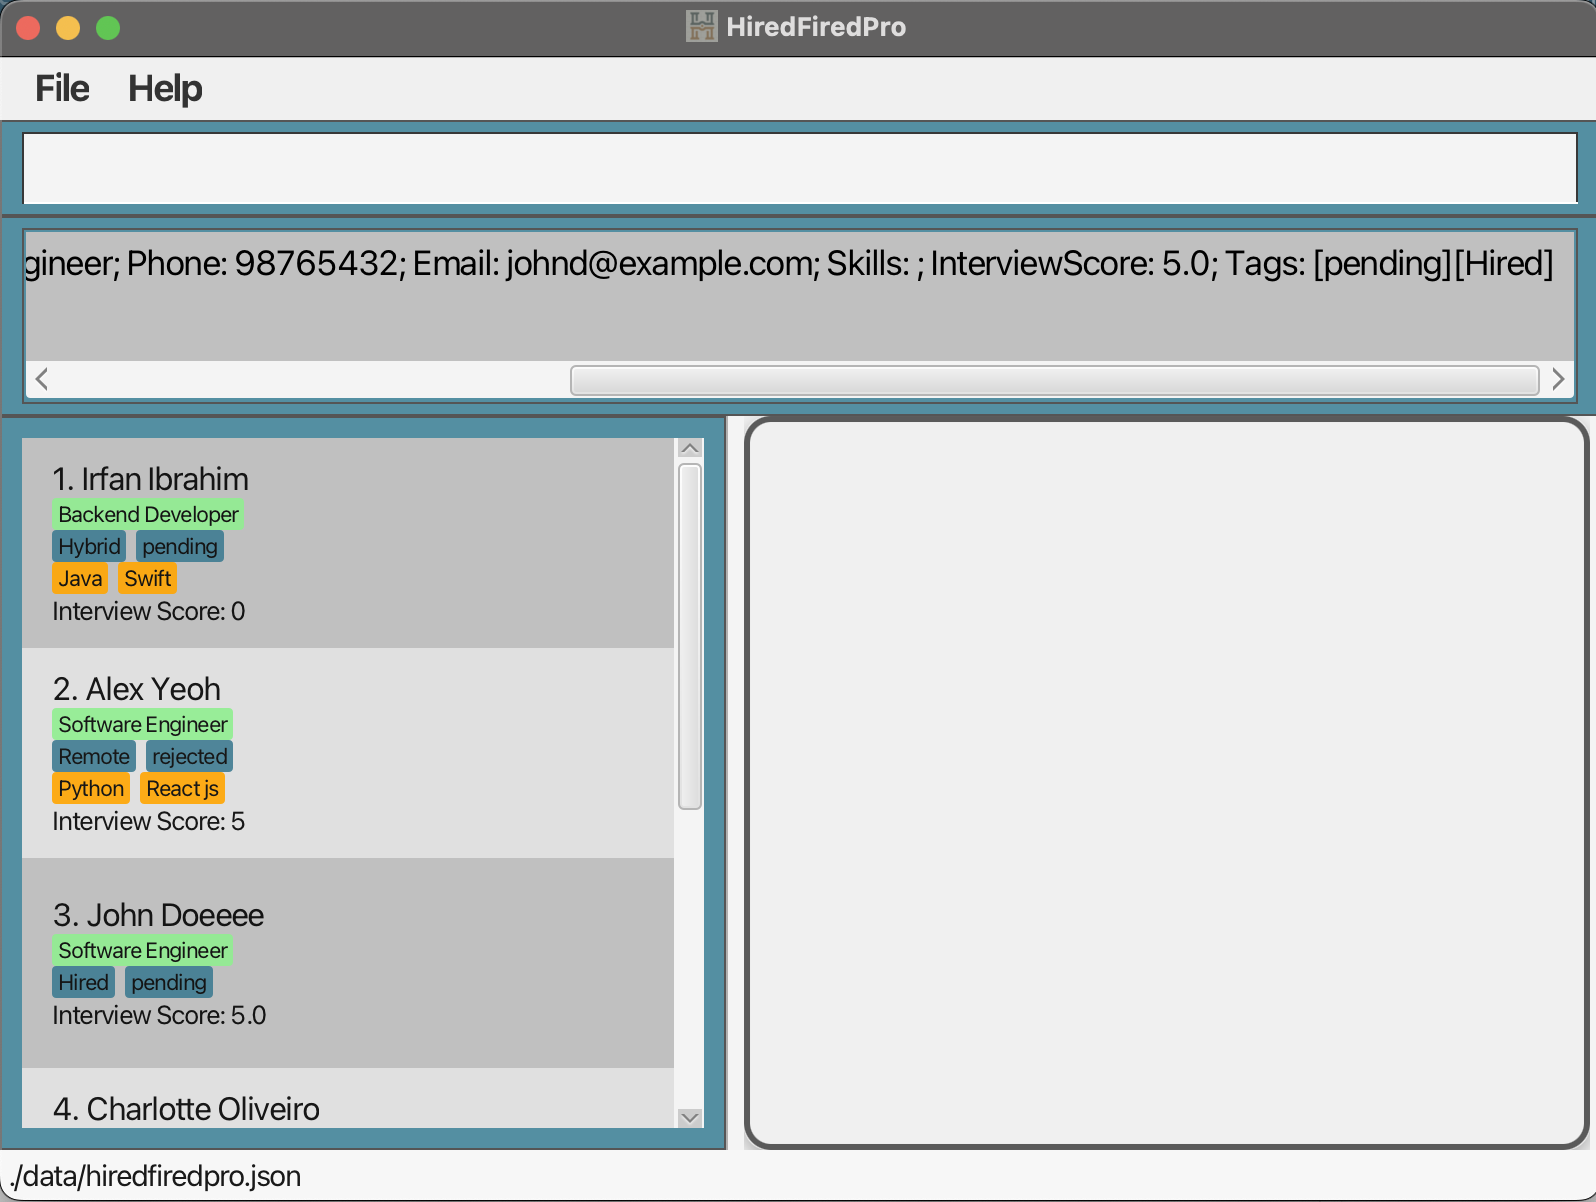 HiredFiredPro
File Help
gineer; Phone: 98765432; Email: johnd@example.com; Skills: ; InterviewScore: 5.0; Tags: [pending][Hired]
1. Irfan Ibrahim
Backend Developer
Hybrid pending
Java Swift
Interview Score: 0
2. Alex Yeoh
Software Engineer
Remote rejected
Python React js
Interview Score: 5
3. John Doeeee
Software Engineer
Hired pending
Interview Score: 5.0
4. Charlotte Oliveiro
./data/hiredfiredpro.json